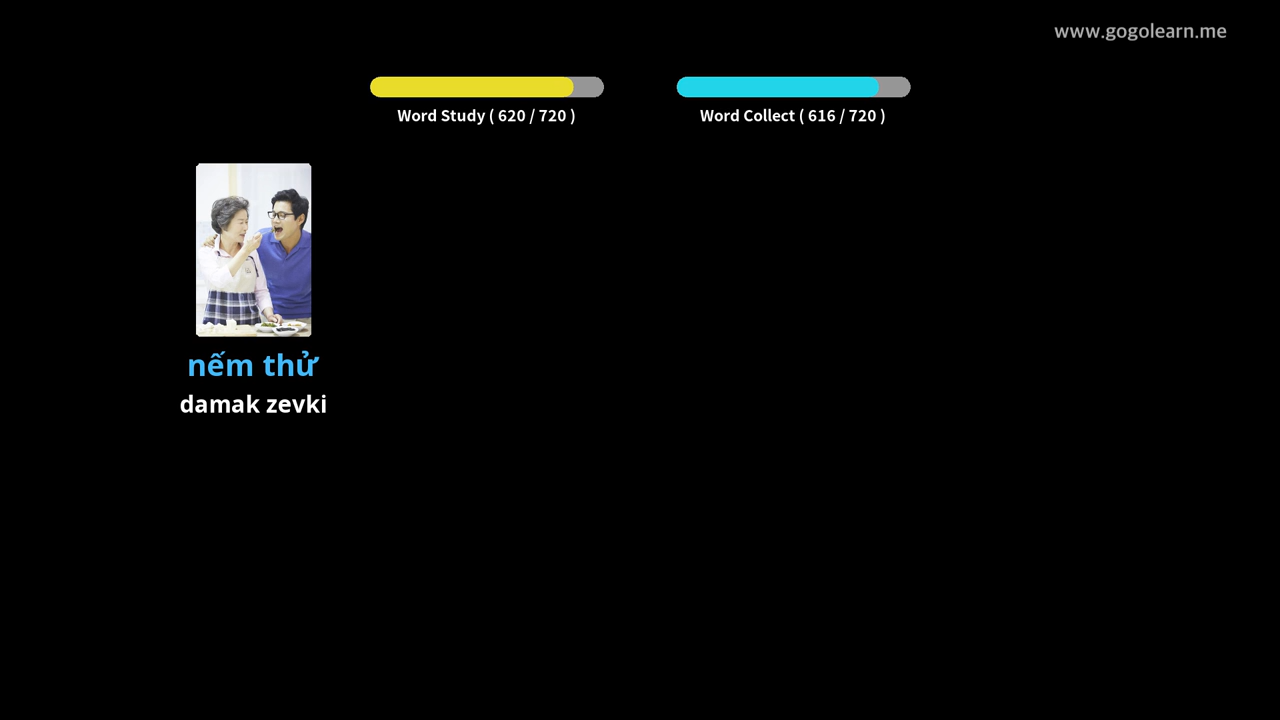 www.gogolearn.me
Word Study ( 620 / 720 )
Word Collect ( 616 / 720 )
nếm thử
damak zevki